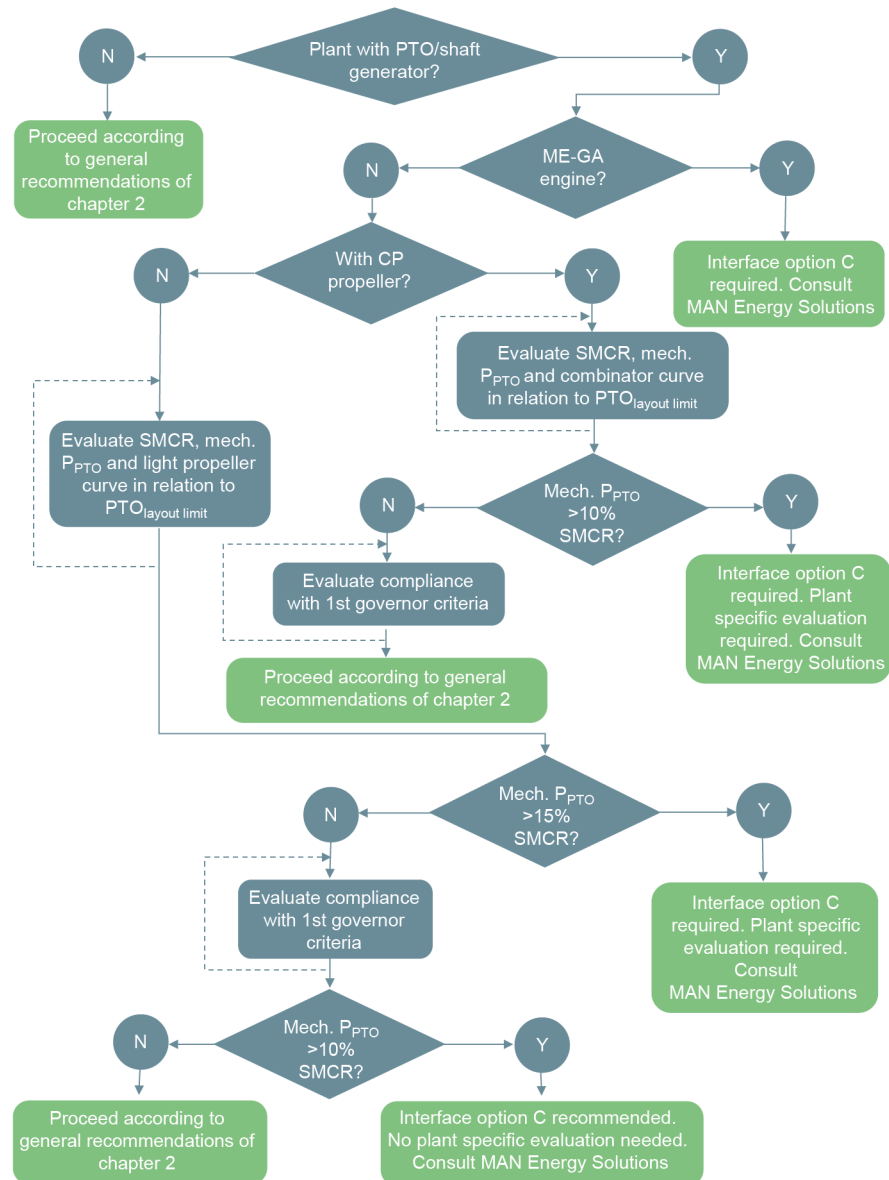 Plant with PTO/shaft
generator?
N
Y
Proceed according
to general
recommendations of
chapter 2
ME-GA
engine?
N
Y
Interface option C
required. Consult
MAN Energy Solutions
With CP
propeller?
N
Y
Evaluate SMCR, mech.
PPTO and combinator curve
in relation to PTOlayout limit
Evaluate SMCR, mech.
PPTO and light propeller
curve in relation to
PTOlayout limit
Mech. PPTO
>10%
SMCR?
N
Y
Interface option C
required. Plant
specific evaluation
required. Consult
MAN Energy Solutions
Evaluate compliance
with 1st governor criteria
Proceed according to general
recommendations of chapter 2
Mech. PPTO
>15%
SMCR?
N
Y
Interface option C
required. Plant specific
evaluation required.
Consult
MAN Energy Solutions
Evaluate compliance
with 1st governor
criteria
Mech. PPTO
>10%
SMCR?
N
Y
Proceed according to
general recommendations of
chapter 2
Interface option C recommended.
No plant specific evaluation needed.
Consult MAN Energy Solutions